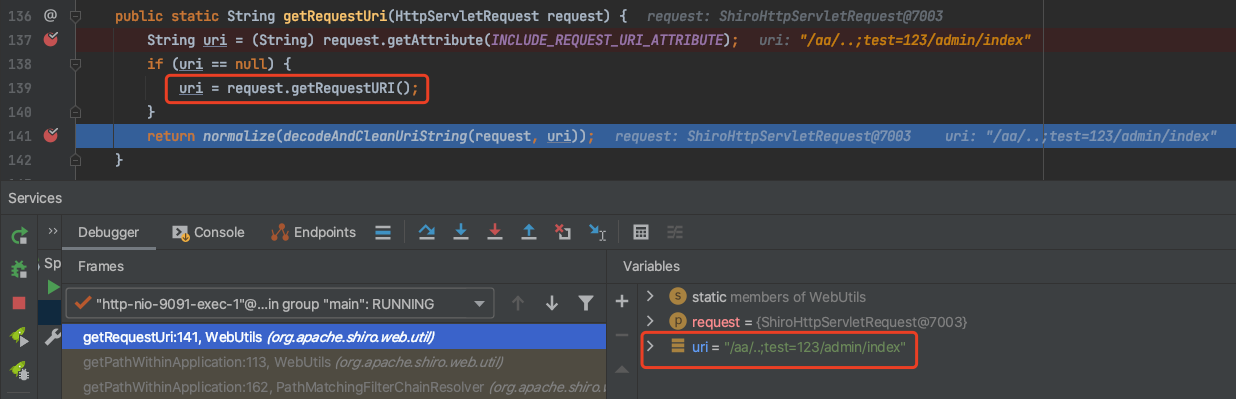 136 @ public static String getRequestUri(HttpServletRequest request) { request: ShiroHttpServletRequest@7003
137 String uri = (String) request.getAttribute(INCLUDE_REQUEST_URI_ATTRIBUTE); uri: "/aa/..;test=123/admin/index"
138 if (uri == null) {
139 uri = request.getRequestURI();
140 }
141 return normalize(decodeAndCleanUriString(request, uri)); request: ShiroHttpServletRequest@7003 uri: "/aa/..;test=123/admin/index"
142 }
Services
Debugger Console Endpoints
Sp
Frames
Variables
"http-nio-9091-exec-1"@...in group "main": RUNNING
getRequestUri:141, WebUtils (org.apache.shiro.web.util)
getPathWithinApplication:113, WebUtils (org.apache.shiro.web.util)
getPathWithinApplication:162, PathMatchingFilterChainResolver (org.apache.shiro.w
s static members of WebUtils
p request = {ShiroHttpServletRequest@7003}
uri = "/aa/..;test=123/admin/index"